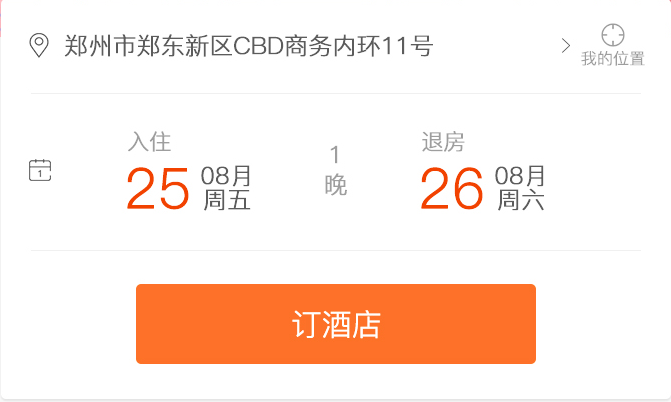 郑州市郑东新区CBD商务内环11号
我的位置
入住
25 08月
周五
1
晚
退房
26 08月
周六
1
订酒店